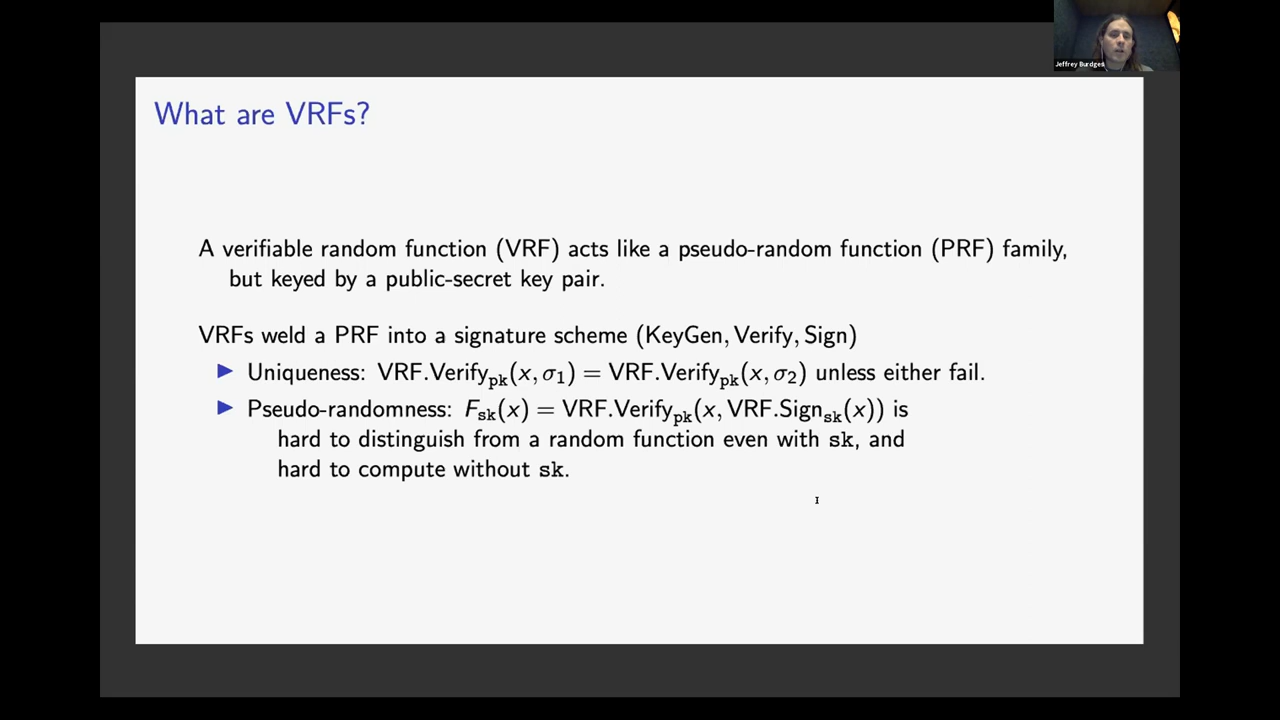 Jeffrey Burdges
What are VRFs?
A verifiable random function (VRF) acts like a pseudo-random function (PRF) family,
but keyed by a public-secret key pair.
VRFs weld a PRF into a signature scheme (KeyGen, Verify, Sign)
▶ Uniqueness: VRF.Verify_pk(x, σ₁) = VRF.Verify_pk(x, σ₂) unless either fail.
▶ Pseudo-randomness: F_sk(x) = VRF.Verify_pk(x, VRF.Sign_sk(x)) is
hard to distinguish from a random function even with sk, and
hard to compute without sk.